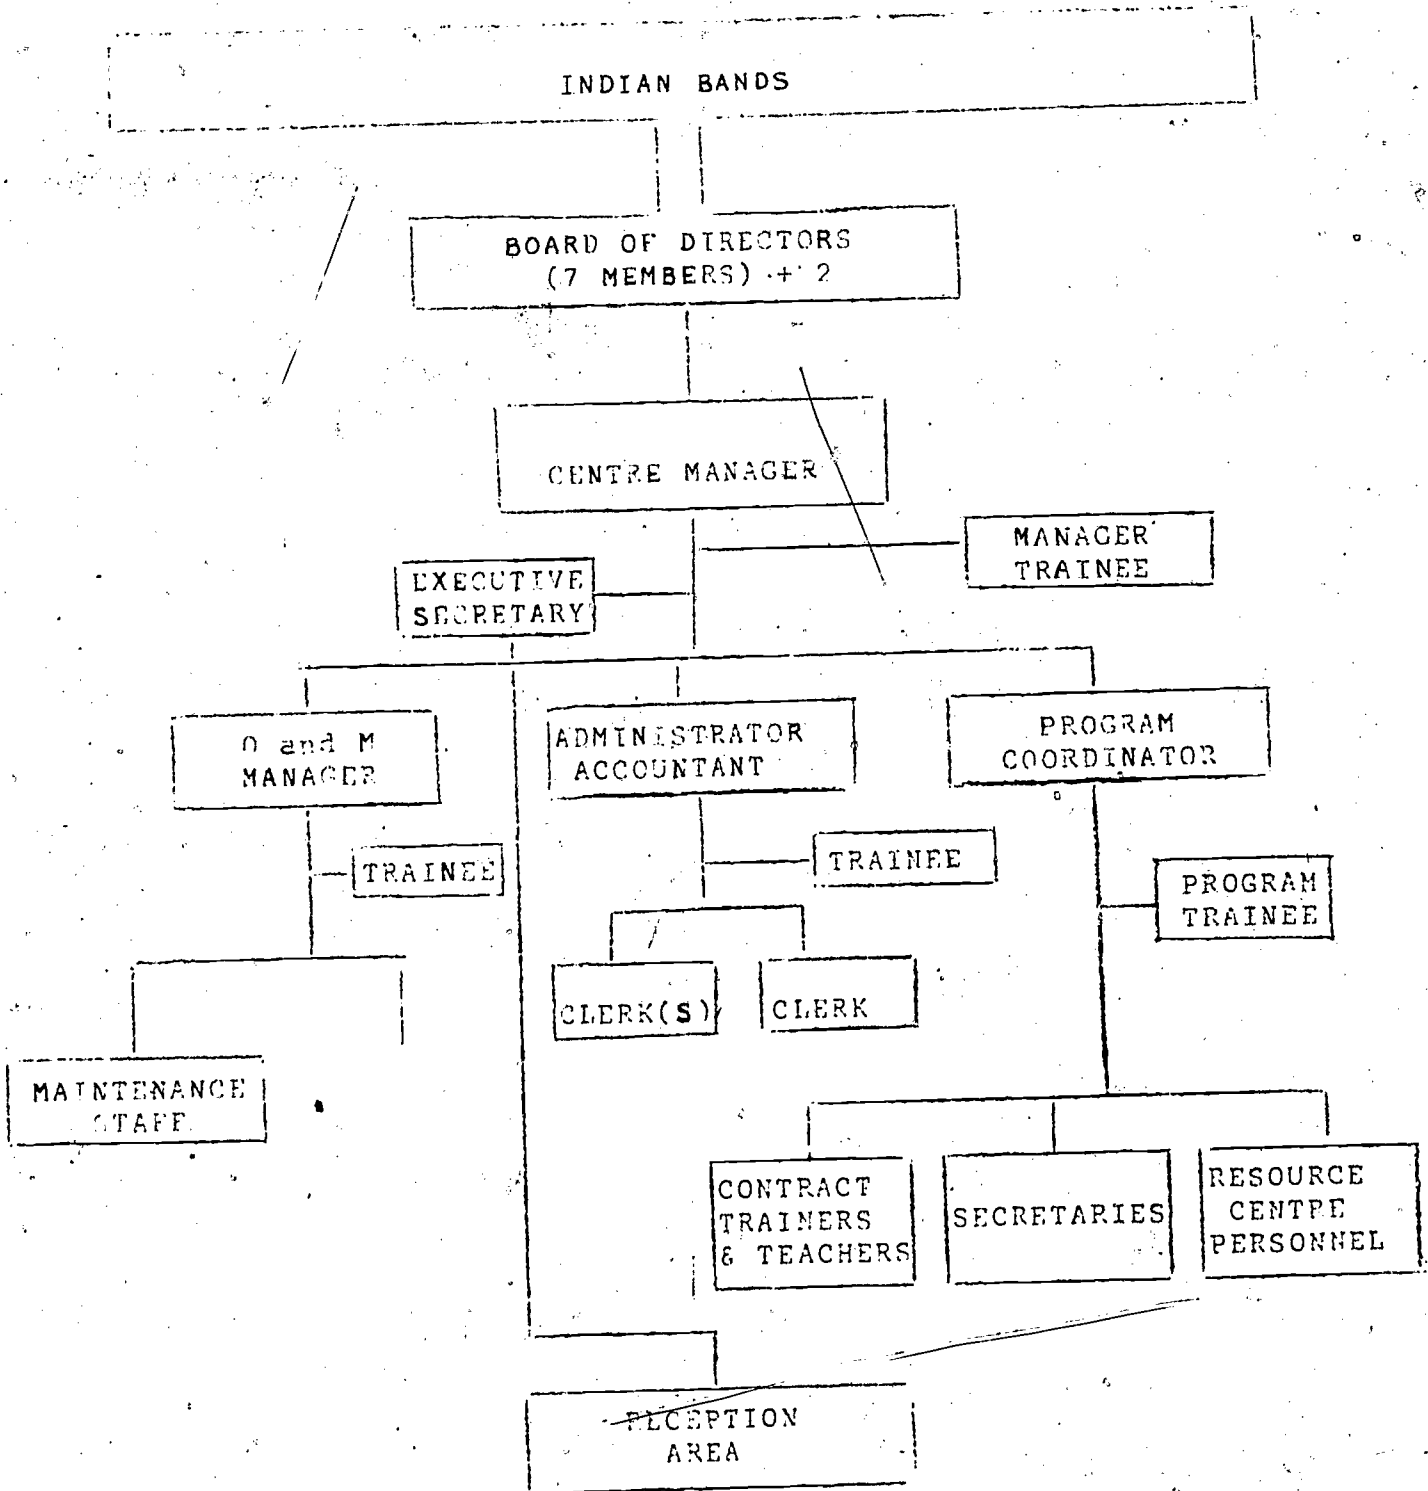 INDIAN BANDS
BOARD OF DIRECTORS
(7 MEMBERS) + 2
CENTRE MANAGER
MANAGER
TRAINEE
EXECUTIVE
SECRETARY
O and M
MANAGER
ADMINISTRATOR
ACCOUNTANT
PROGRAM
COORDINATOR
TRAINEE
TRAINEE
PROGRAM
TRAINEE
CLERK(S)
CLERK
MAINTENANCE
STAFF
CONTRACT
TRAINERS
& TEACHERS
SECRETARIES
RESOURCE
CENTRE
PERSONNEL
RECEPTION
AREA